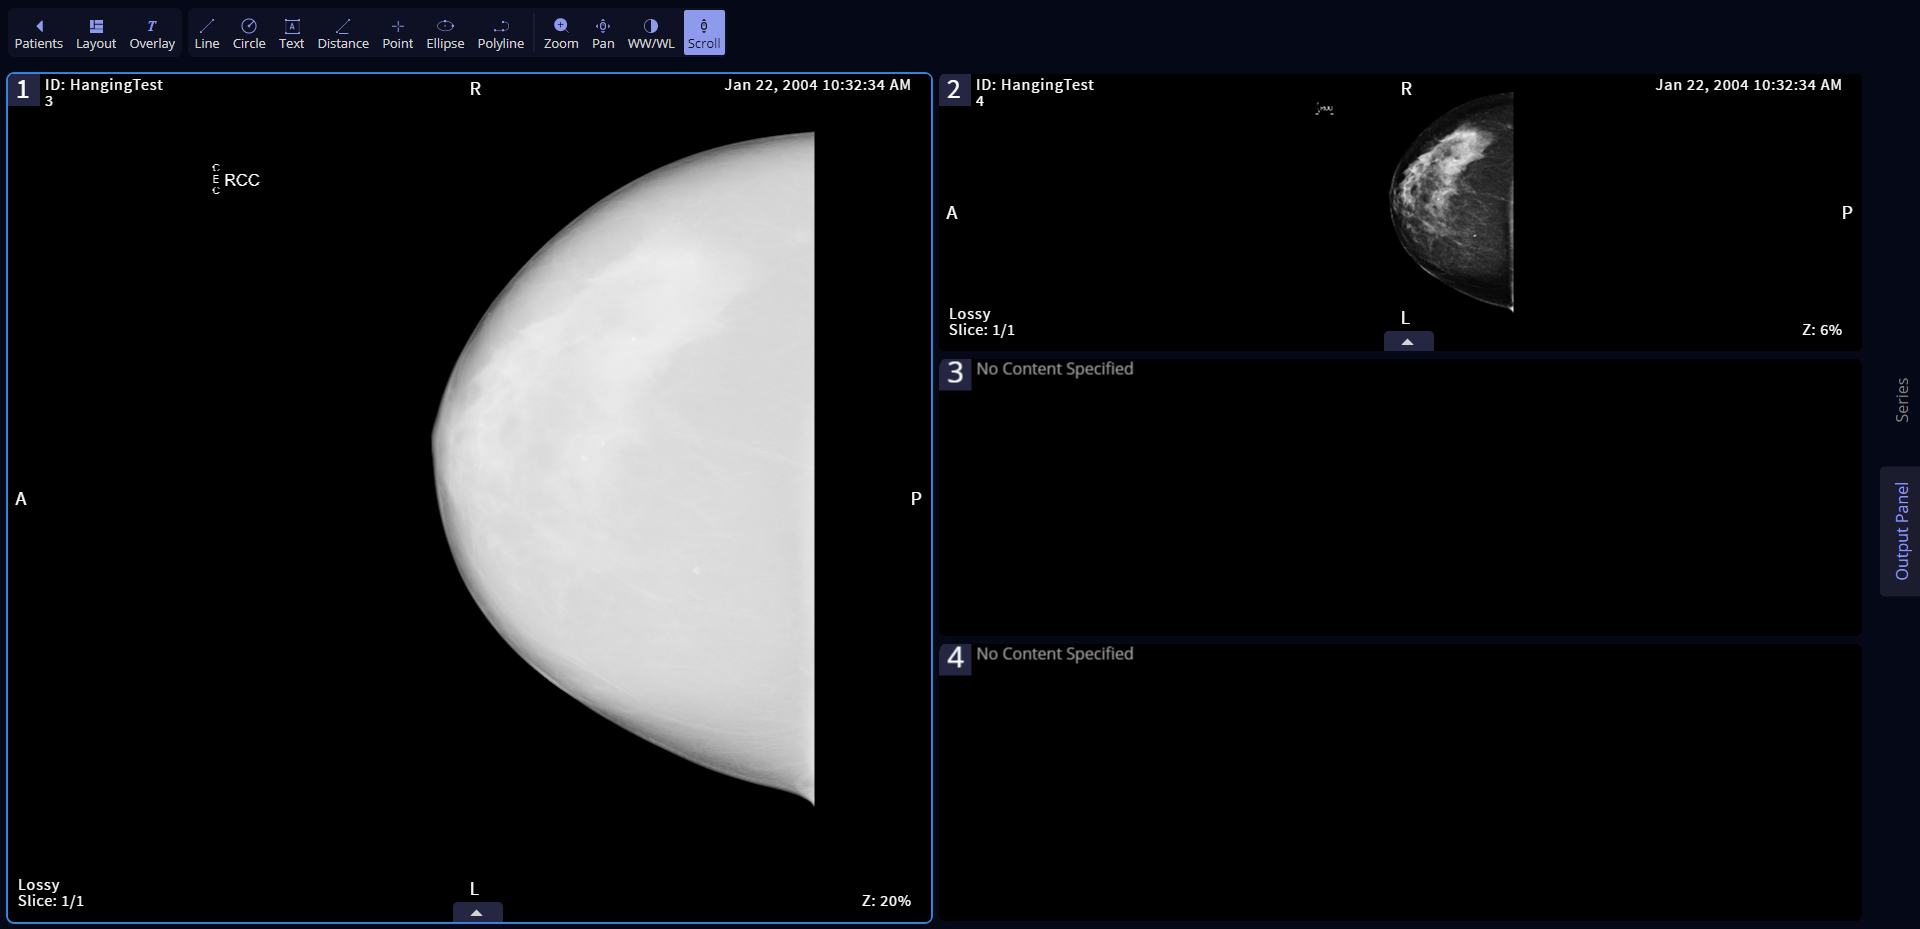 Patients Layout Overlay Line Circle Text Distance Point Ellipse Polyline Zoom Pan WW/WL Scroll
1 ID: HangingTest R Jan 22, 2004 10:32:34 AM
3
C
E RCC
C
A P
Lossy
Slice: 1/1 L Z: 20%
2 ID: HangingTest R Jan 22, 2004 10:32:34 AM
4
A P
Lossy
Slice: 1/1 L Z: 6%
3 No Content Specified
4 No Content Specified
Series
Output Panel